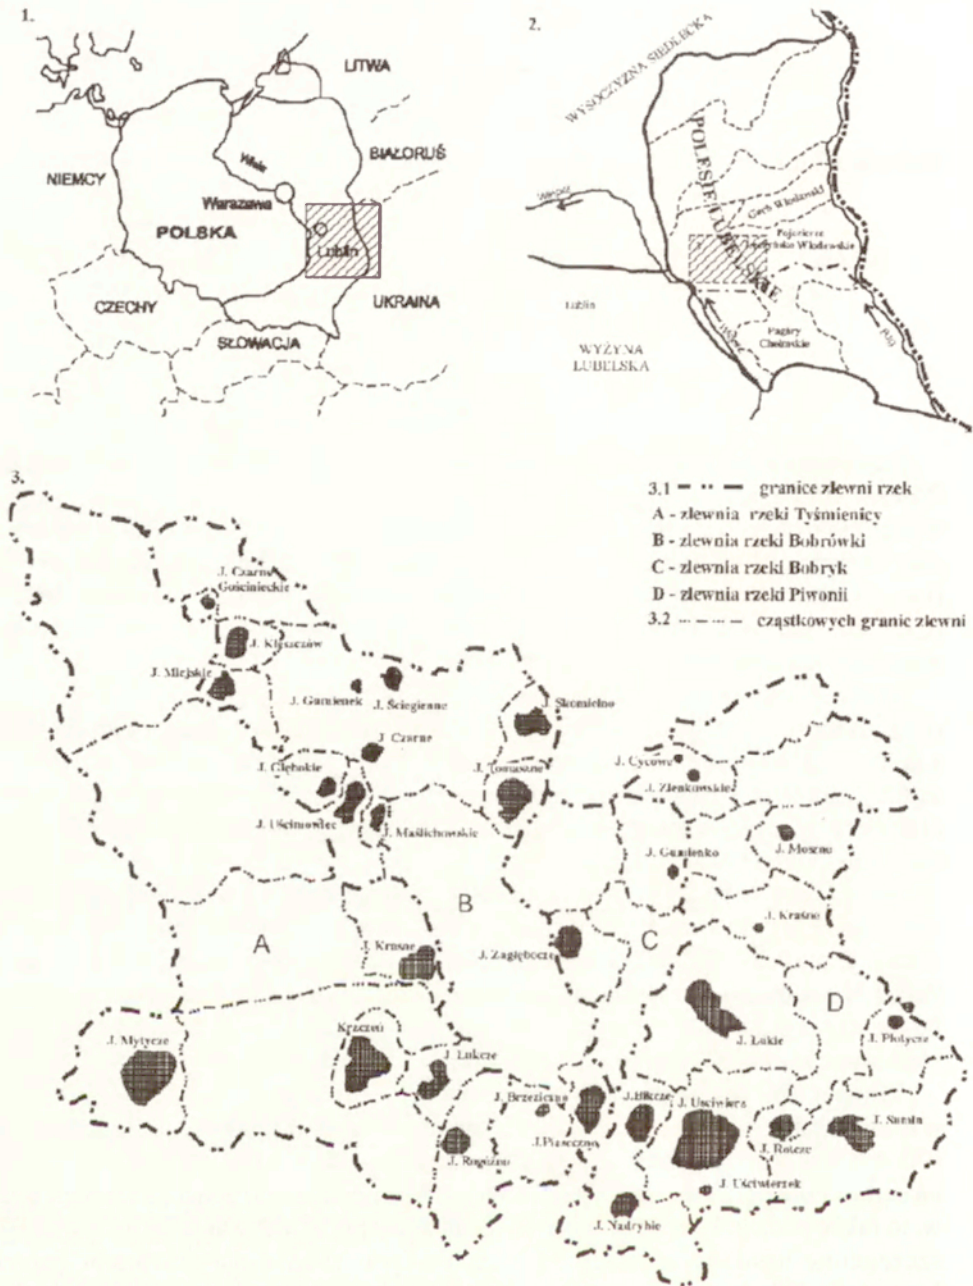 1.
LITWA
BIAŁORUŚ
NIEMCY
Warszawa
POLSKA
Lublin
CZECHY
UKRAINA
SŁOWACJA
2.
WYSOCZYZNA SIEDLECKA
POLESIE LUBELSKIE
Wieprz
Garb Włodawski
Pojezierze
Łęczyńsko Włodawskie
Lublin
Wieprz
Bug
Pagóry
Chełmskie
WYŻYNA
LUBELSKA
3.
3.1 granice zlewni rzek
A - zlewnia rzeki Tyśmienicy
B - zlewnia rzeki Bobrówki
C - zlewnia rzeki Bobryk
D - zlewnia rzeki Piwonii
3.2 cząstkowych granic zlewni
J. Czarne
Gościnieckie
J. Kleszczów
J. Miejskie
J. Gumienek
J. Ściegienne
J. Skomielno
J. Czarne
J. Głębokie
J. Tomaszne
J. Cycowe
J. Zienkowskie
J. Uścimowiec
J. Maślichowskie
J. Moszne
J. Gumienko
B
J. Kraśne
A
C
J. Krasne
J. Zagłębocze
D
J. Mytycze
Krzczeń
J. Łukie
J. Płotycze
J. Łukcze
J. Brzeziczno
J. Bikcze
J. Uściwierz
J. Sumin
J. Piaseczno
J. Rogóźno
J. Rotcze
J. Uściwierzek
J. Nadrybie